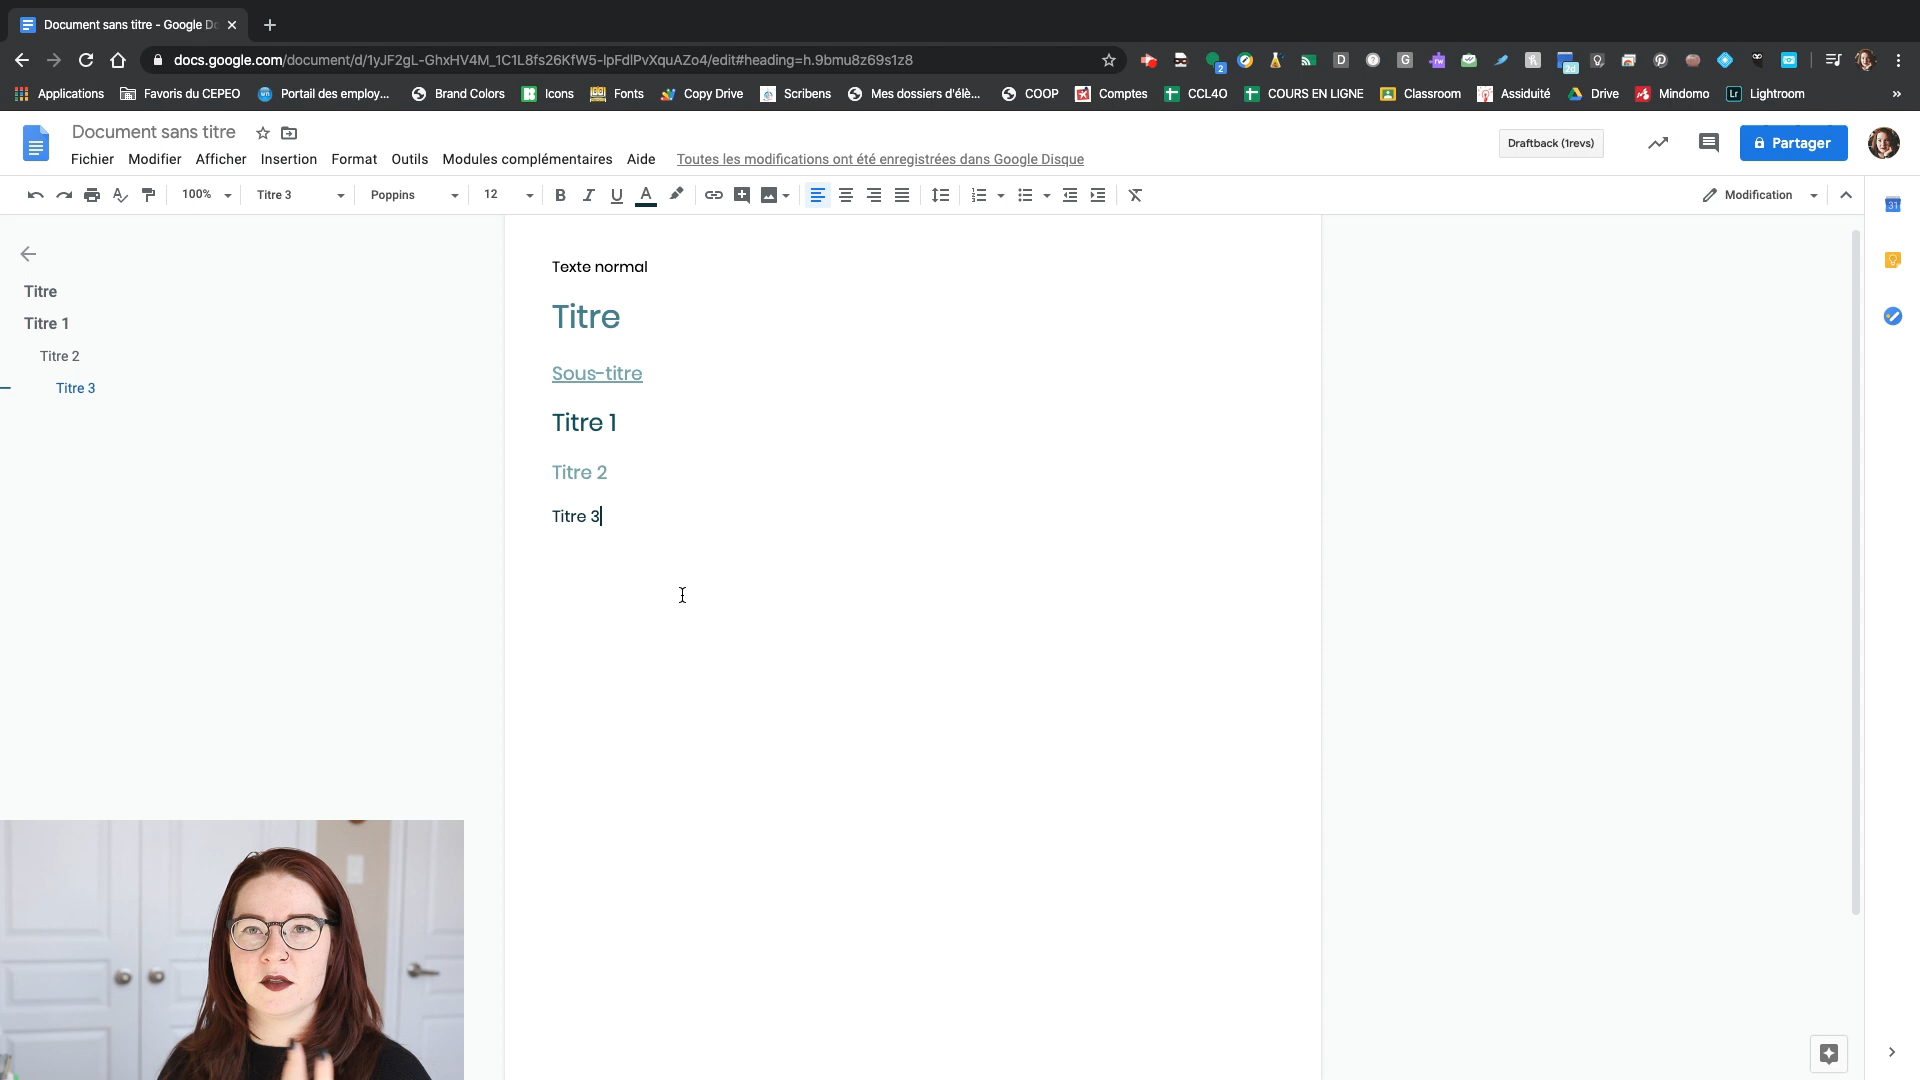 Document sans titre - Google Do
docs.google.com/document/d/1yJF2gL-GhxHV4M_1C1L8fs26KfW5-lpFdlPvXquAZo4/edit#heading=h.9bmu8z69s1z8
Applications Favoris du CEPEO Portail des employ... Brand Colors Icons Fonts Copy Drive Scribens Mes dossiers d'élè... COOP Comptes CCL4O COURS EN LIGNE Classroom Assiduité Drive Mindomo Lightroom »
Document sans titre
Fichier Modifier Afficher Insertion Format Outils Modules complémentaires Aide Toutes les modifications ont été enregistrées dans Google Disque
Draftback (1revs)
Partager
100% Titre 3 Poppins 12 B I U A Modification
31
Titre
Titre 1
Titre 2
Titre 3
Texte normal
Titre
Sous-titre
Titre 1
Titre 2
Titre 3